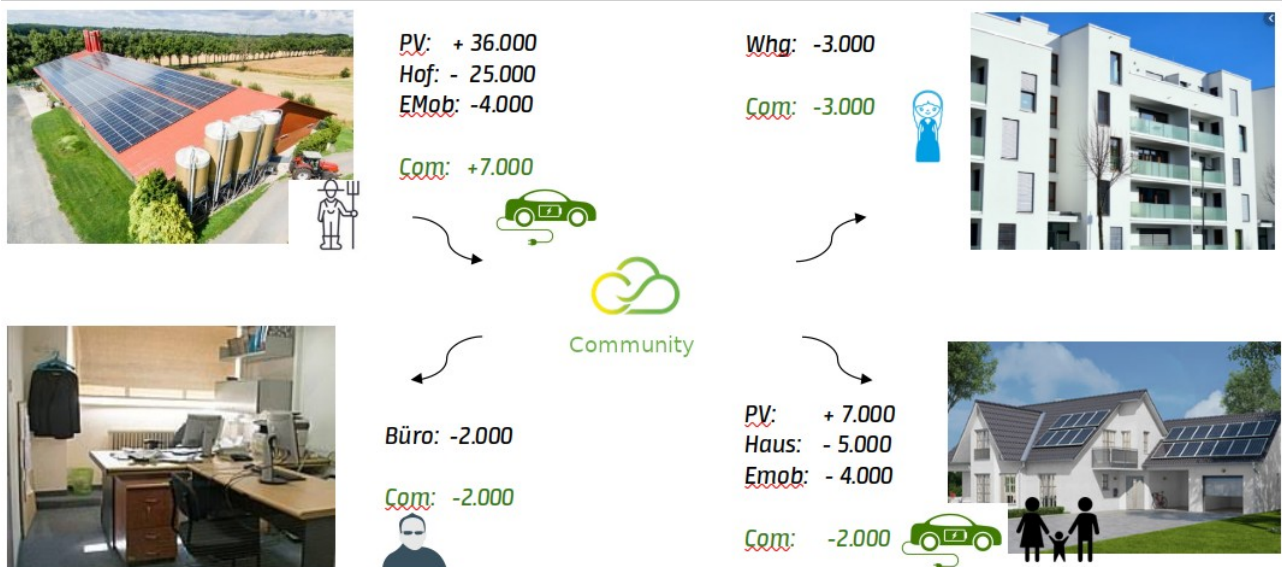 PV: + 36.000
Hof: - 25.000
EMob: -4.000
Com: +7.000
Whg: -3.000
Com: -3.000
Community
Büro: -2.000
Com: -2.000
PV: + 7.000
Haus: - 5.000
Emob: - 4.000
Com: -2.000